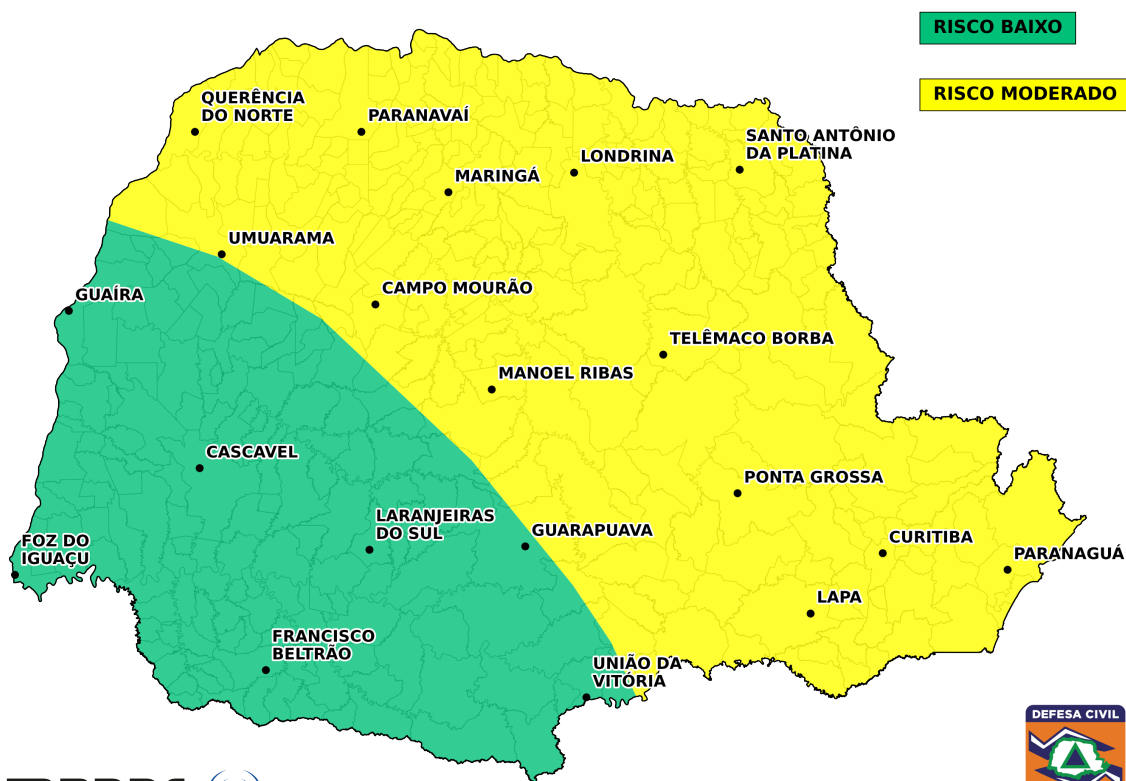 RISCO BAIXO
RISCO MODERADO
QUERÊNCIA
DO NORTE
PARANAVAÍ
SANTO ANTÔNIO
DA PLATINA
LONDRINA
MARINGÁ
UMUARAMA
GUAÍRA
CAMPO MOURÃO
TELÊMACO BORBA
MANOEL RIBAS
CASCAVEL
PONTA GROSSA
LARANJEIRAS
DO SUL
GUARAPUAVA
CURITIBA
FOZ DO
IGUAÇU
PARANAGUÁ
LAPA
FRANCISCO
BELTRÃO
UNIÃO DA
VITÓRIA
DEFESA CIVIL